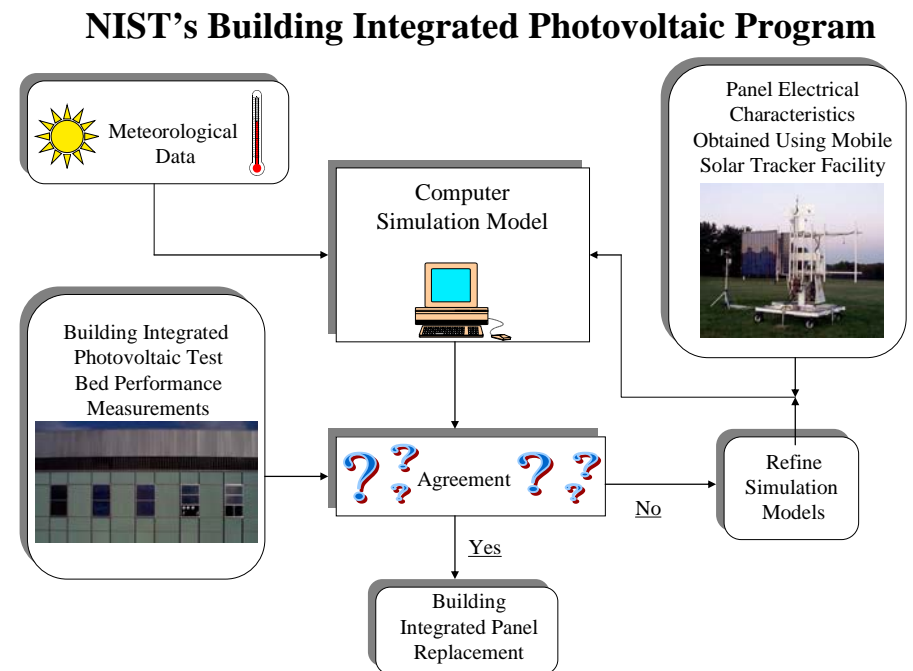 NIST's Building Integrated Photovoltaic Program
Meteorological
Data
Computer
Simulation Model
Panel Electrical
Characteristics
Obtained Using Mobile
Solar Tracker Facility
Building Integrated
Photovoltaic Test
Bed Performance
Measurements
? ? ? Agreement ? ? ?
No
Refine
Simulation
Models
Yes
Building
Integrated Panel
Replacement